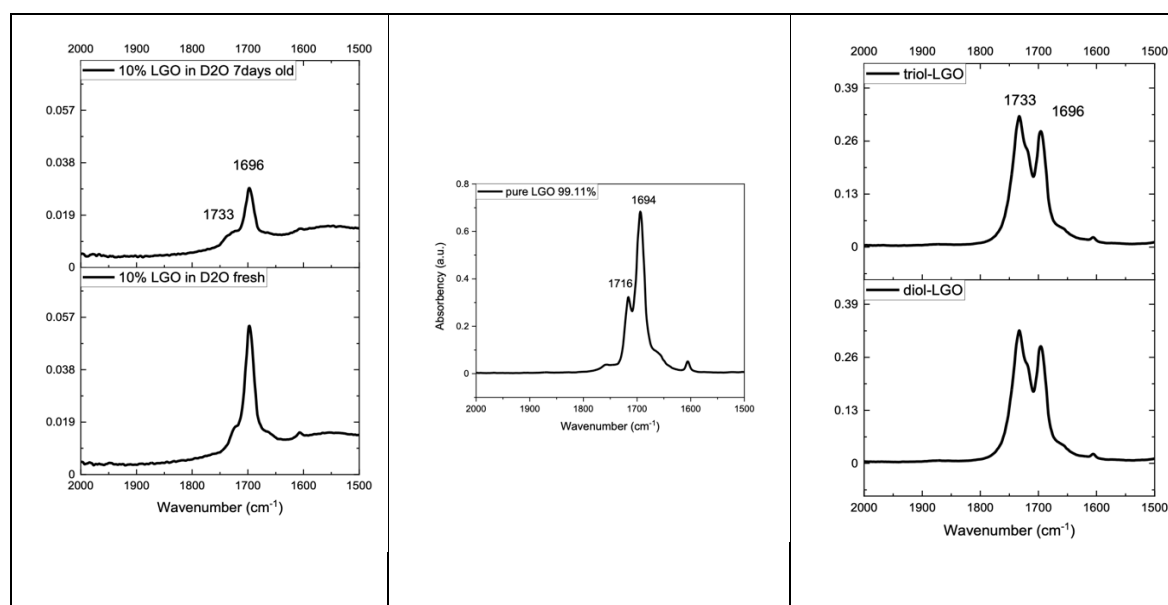 2000 1900 1800 1700 1600 1500
10% LGO in D2O 7days old
0.057
0.038
0.019
0
1696
1733
10% LGO in D2O fresh
0.057
0.038
0.019
0
2000 1900 1800 1700 1600 1500
Wavenumber (cm-1)
0.8
0.6
0.4
0.2
0
Absorbency (a.u.)
pure LGO 99.11%
1694
1716
2000 1900 1800 1700 1600 1500
Wavenumber (cm-1)
2000 1900 1800 1700 1600 1500
triol-LGO
0.39
0.26
0.13
0
1733 1696
diol-LGO
0.39
0.26
0.13
0
2000 1900 1800 1700 1600 1500
Wavenumber (cm-1)